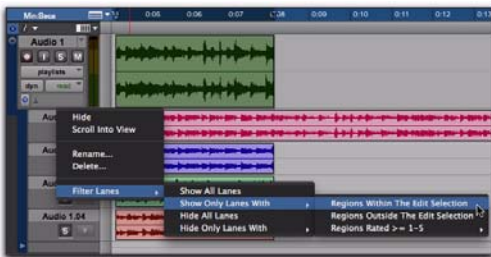 Min:Secs
0:05
0:06
0:07
0:08
0:09
0:10
0:11
0:12
0:13
Audio 1
I S M
playlists
dyn read
Hide
Scroll Into View
Rename...
Delete...
Filter Lanes
Show All Lanes
Show Only Lanes With
Hide All Lanes
Hide Only Lanes With
Regions Within The Edit Selection
Regions Outside The Edit Selection
Regions Rated >= 1-5
Audio 1.04
S